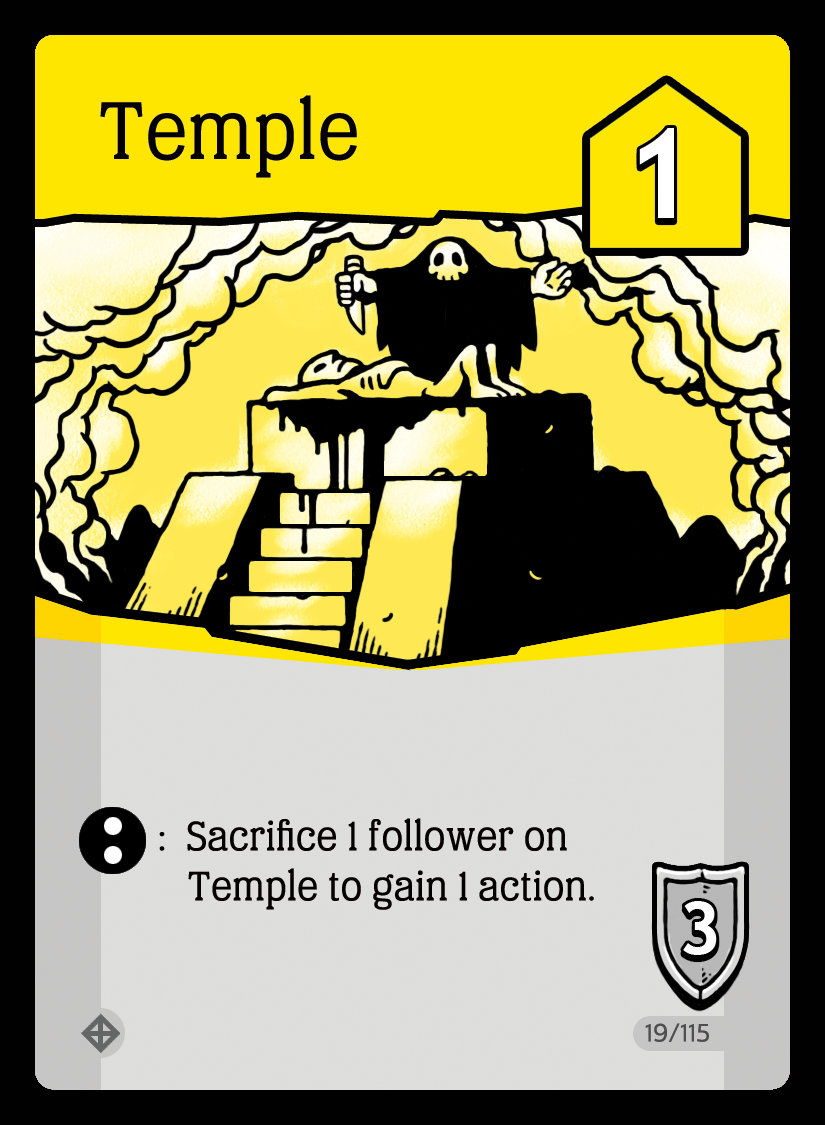 Temple
1
: Sacrifice 1 follower on
Temple to gain 1 action.
3
19/115